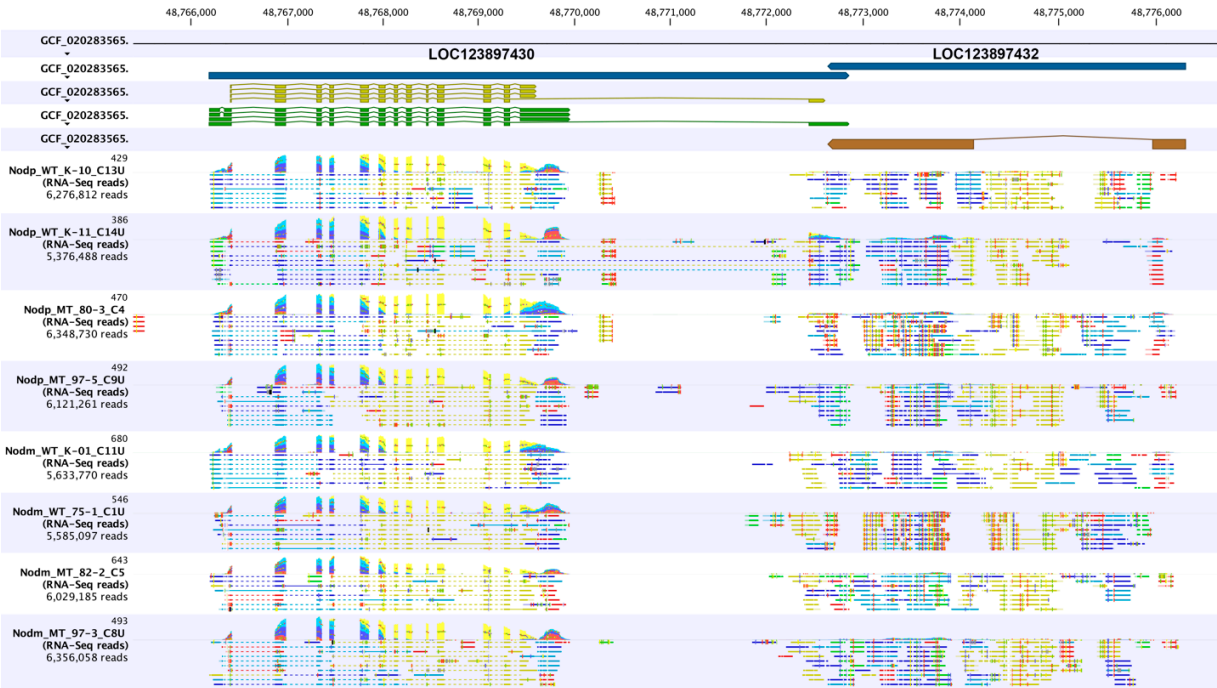 48,766,000 48,767,000 48,768,000 48,769,000 48,770,000 48,771,000 48,772,000 48,773,000 48,774,000 48,775,000 48,776,000
GCF_020283565.
LOC123897430 LOC123897432
GCF_020283565.
GCF_020283565.
GCF_020283565.
GCF_020283565.
429
Nodp_WT_K-10_C13U
(RNA-Seq reads)
6,276,812 reads
386
Nodp_WT_K-11_C14U
(RNA-Seq reads)
5,376,488 reads
470
Nodp_MT_80-3_C4
(RNA-Seq reads)
6,348,730 reads
492
Nodp_MT_97-5_C9U
(RNA-Seq reads)
6,121,261 reads
680
Nodm_WT_K-01_C11U
(RNA-Seq reads)
5,633,770 reads
546
Nodm_WT_75-1_C1U
(RNA-Seq reads)
5,585,097 reads
643
Nodm_MT_82-2_C5
(RNA-Seq reads)
6,029,185 reads
493
Nodm_MT_97-3_C8U
(RNA-Seq reads)
6,356,058 reads